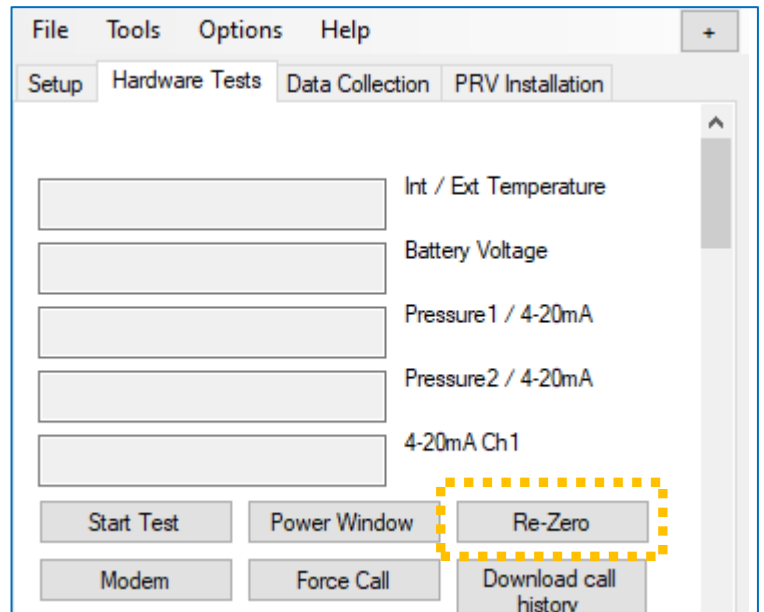 File Tools Options Help +
Setup Hardware Tests Data Collection PRV Installation
Int / Ext Temperature
Battery Voltage
Pressure1 / 4-20mA
Pressure2 / 4-20mA
4-20mA Ch1
Start Test Power Window Re-Zero
Modem Force Call Download call
history